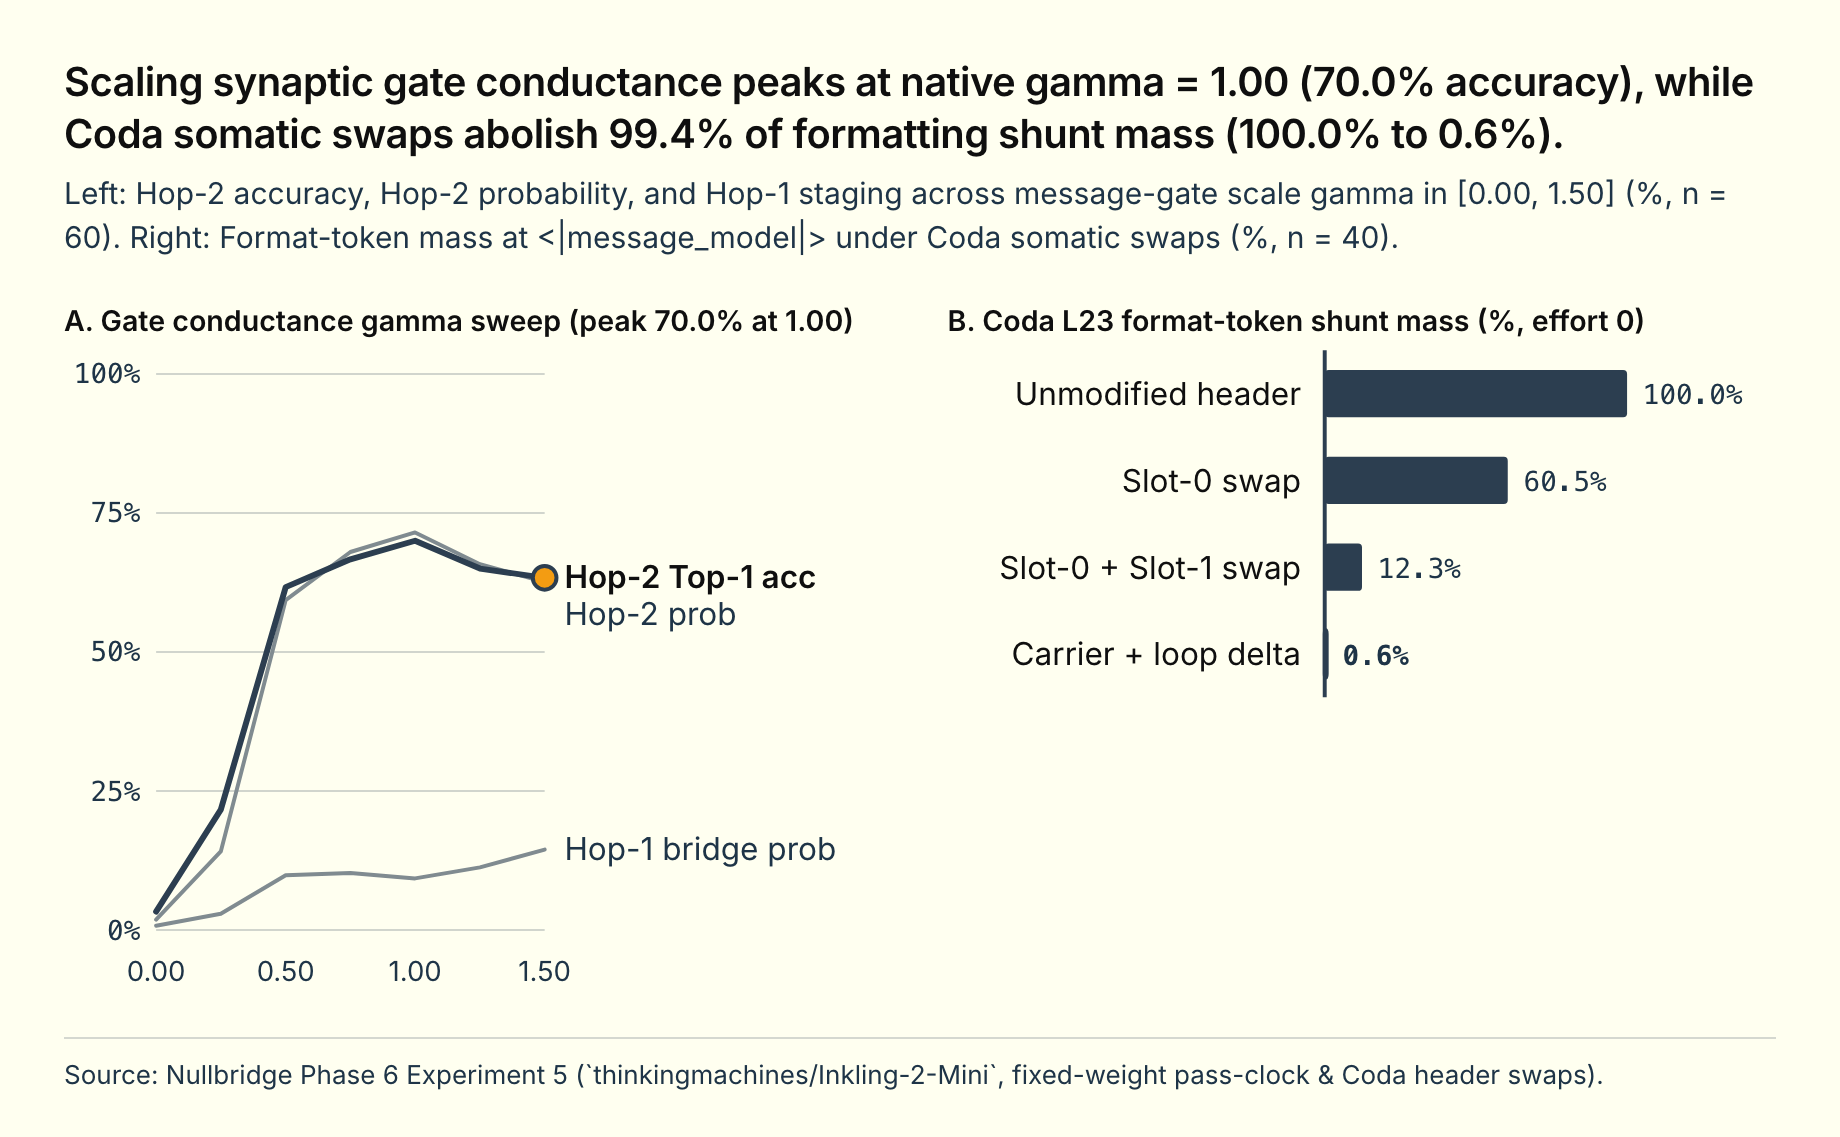 Scaling synaptic gate conductance peaks at native gamma = 1.00 (70.0% accuracy), while
Coda somatic swaps abolish 99.4% of formatting shunt mass (100.0% to 0.6%).
Left: Hop-2 accuracy, Hop-2 probability, and Hop-1 staging across message-gate scale gamma in [0.00, 1.50] (%, n =
60). Right: Format-token mass at <|message_model|> under Coda somatic swaps (%, n = 40).
A. Gate conductance gamma sweep (peak 70.0% at 1.00)
100%
75%
50%
25%
0%
0.00 0.50 1.00 1.50
Hop-2 Top-1 acc
Hop-2 prob
Hop-1 bridge prob
B. Coda L23 format-token shunt mass (%, effort 0)
Unmodified header 100.0%
Slot-0 swap 60.5%
Slot-0 + Slot-1 swap 12.3%
Carrier + loop delta 0.6%
Source: Nullbridge Phase 6 Experiment 5 (`thinkingmachines/Inkling-2-Mini`, fixed-weight pass-clock & Coda header swaps).